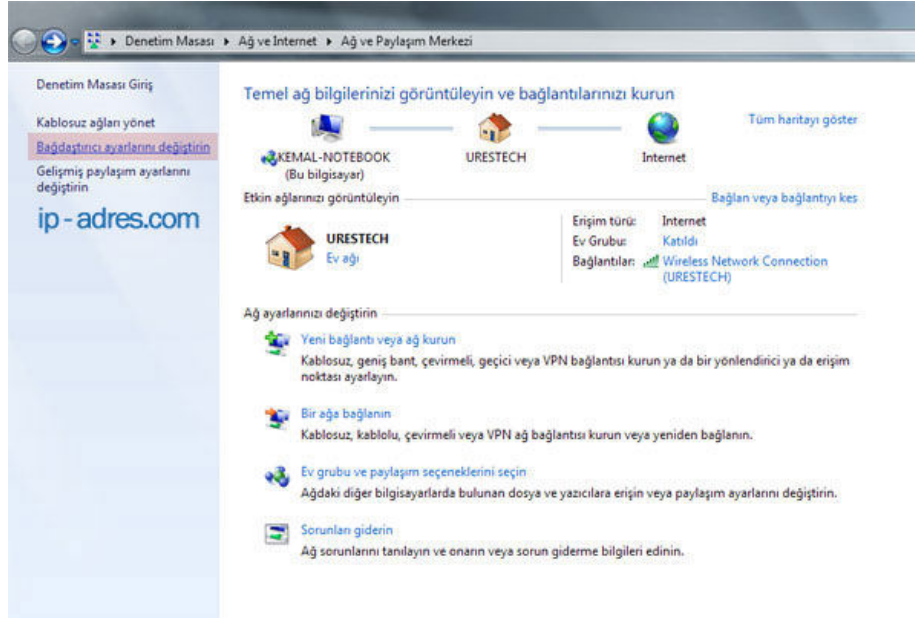 Denetim Masası ▸ Ağ ve Internet ▸ Ağ ve Paylaşım Merkezi
Denetim Masası Giriş
Kablosuz ağları yönet
Bağdaştırıcı ayarlarını değiştirin
Gelişmiş paylaşım ayarlarını
değiştirin
ip-adres.com
Temel ağ bilgilerinizi görüntüleyin ve bağlantılarınızı kurun
Tüm haritayı göster
KEMAL-NOTEBOOK
(Bu bilgisayar)
URESTECH
Internet
Etkin ağlarınızı görüntüleyin
Bağlan veya bağlantıyı kes
URESTECH
Ev ağı
Erişim türü: Internet
Ev Grubu: Katıldı
Bağlantılar: Wireless Network Connection
(URESTECH)
Ağ ayarlarınızı değiştirin
Yeni bağlantı veya ağ kurun
Kablosuz, geniş bant, çevirmeli, geçici veya VPN bağlantısı kurun ya da bir yönlendirici ya da erişim
noktası ayarlayın.
Bir ağa bağlanın
Kablosuz, kablolu, çevirmeli veya VPN ağ bağlantısı kurun veya yeniden bağlanın.
Ev grubu ve paylaşım seçeneklerini seçin
Ağdaki diğer bilgisayarlarda bulunan dosya ve yazıcılara erişin veya paylaşım ayarlarını değiştirin.
Sorunları giderin
Ağ sorunlarını tanılayın ve onarın veya sorun giderme bilgileri edinin.